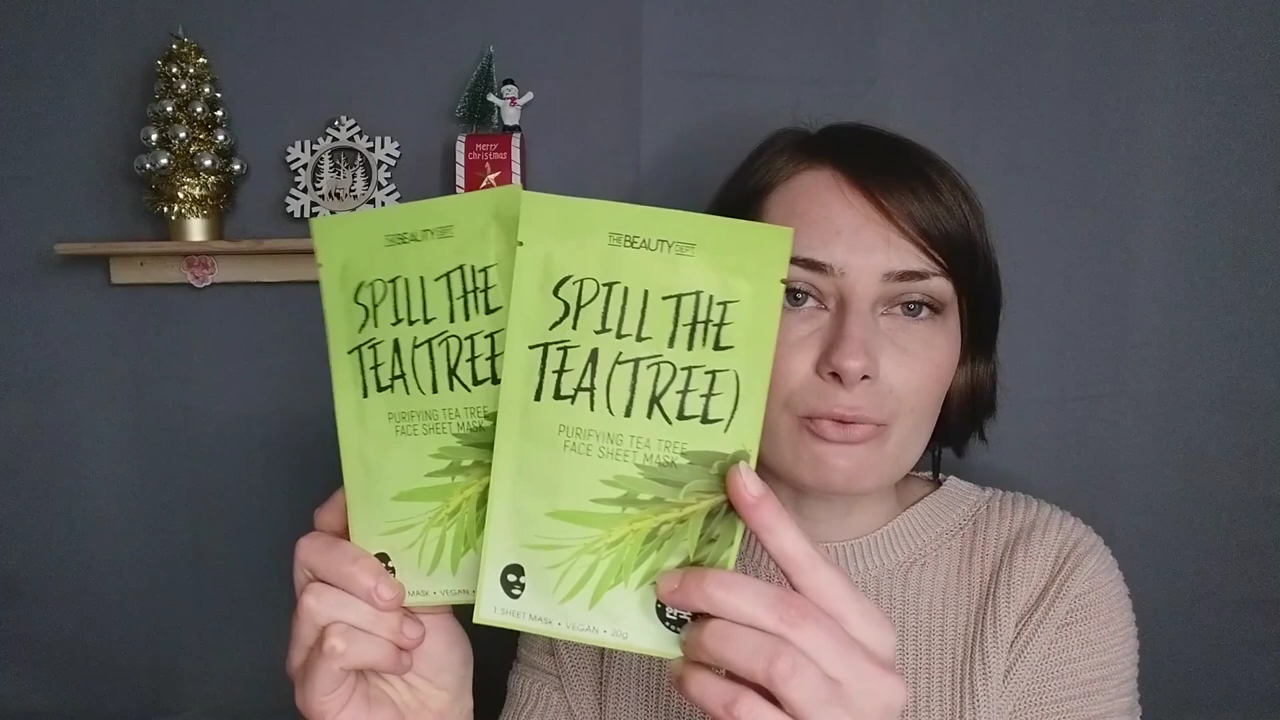 Merry
Christmas
THE BEAUTY DEPT
SPILL THE
TEA (TREE
PURIFYING TEA TREE
FACE SHEET MASK
MASK • VEGAN •
THE BEAUTY DEPT
SPILL THE
TEA (TREE)
PURIFYING TEA TREE
FACE SHEET MASK
1 SHEET MASK • VEGAN • 20g